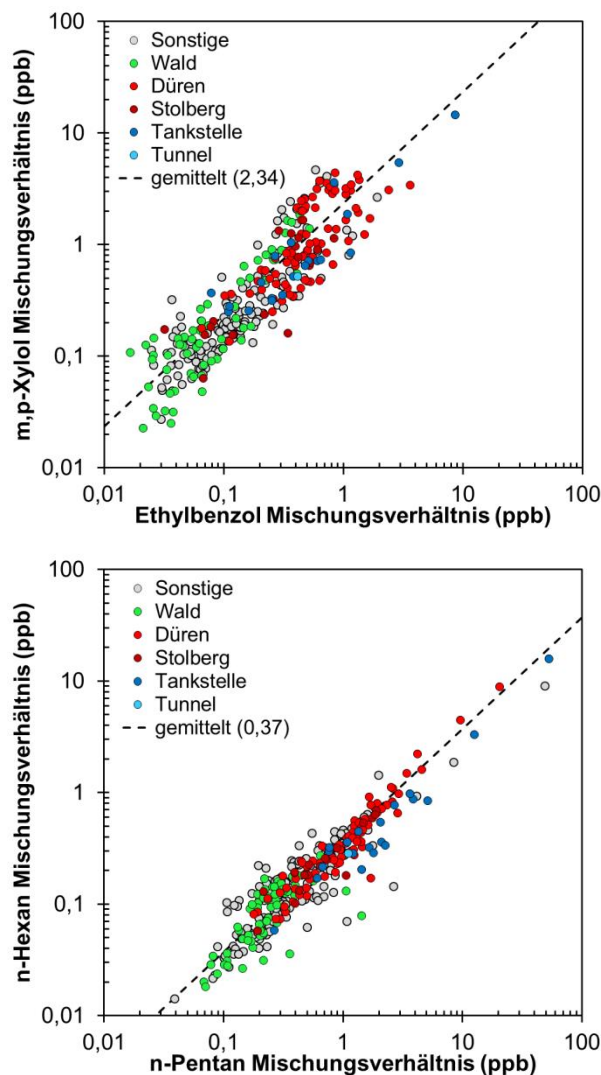 m,p-Xylol Mischungsverhältnis (ppb)
100
10
1
0,1
0,01
Sonstige
Wald
Düren
Stolberg
Tankstelle
Tunnel
gemittelt (2,34)
0,01 0,1 1 10 100
Ethylbenzol Mischungsverhältnis (ppb)
n-Hexan Mischungsverhältnis (ppb)
100
10
1
0,1
0,01
Sonstige
Wald
Düren
Stolberg
Tankstelle
Tunnel
gemittelt (0,37)
0,01 0,1 1 10 100
n-Pentan Mischungsverhältnis (ppb)